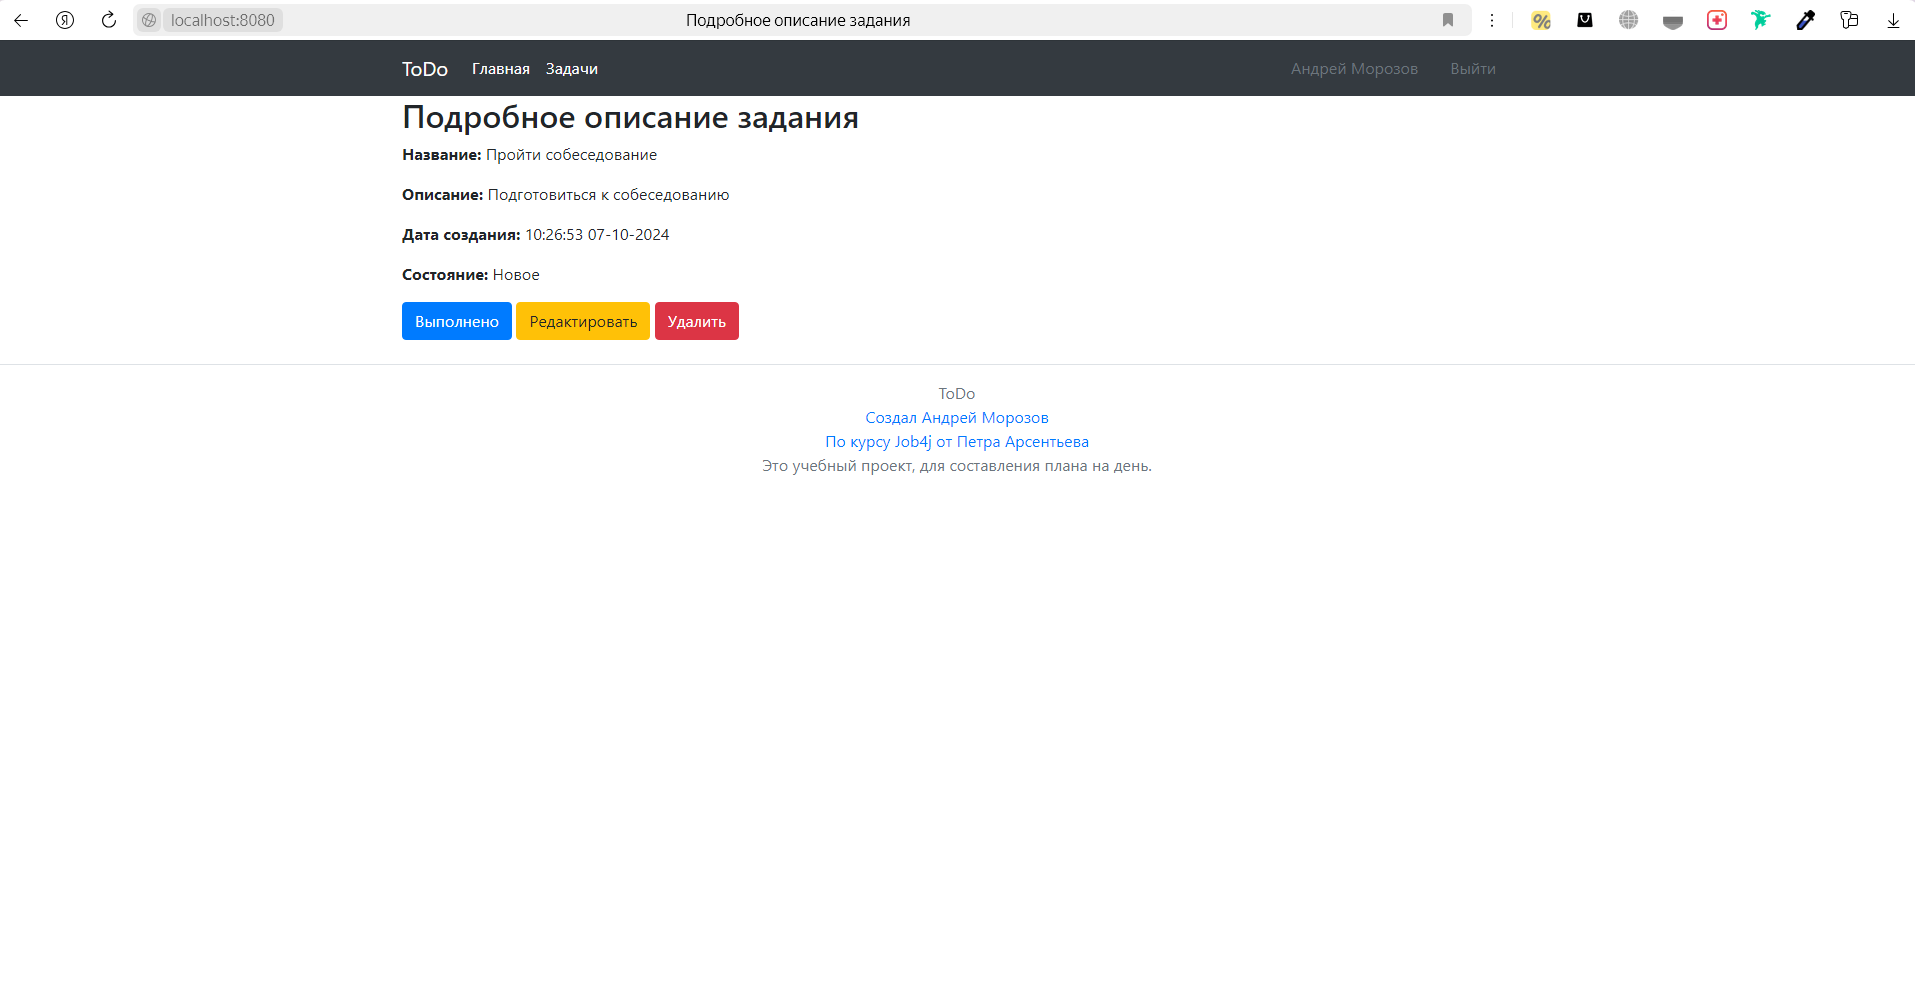 localhost:8080 Подробное описание задания
ToDo Главная Задачи Андрей Морозов Выйти
Подробное описание задания
Название: Пройти собеседование
Описание: Подготовиться к собеседованию
Дата создания: 10:26:53 07-10-2024
Состояние: Новое
Выполнено Редактировать Удалить
ToDo
Создал Андрей Морозов
По курсу Job4j от Петра Арсентьева
Это учебный проект, для составления плана на день.